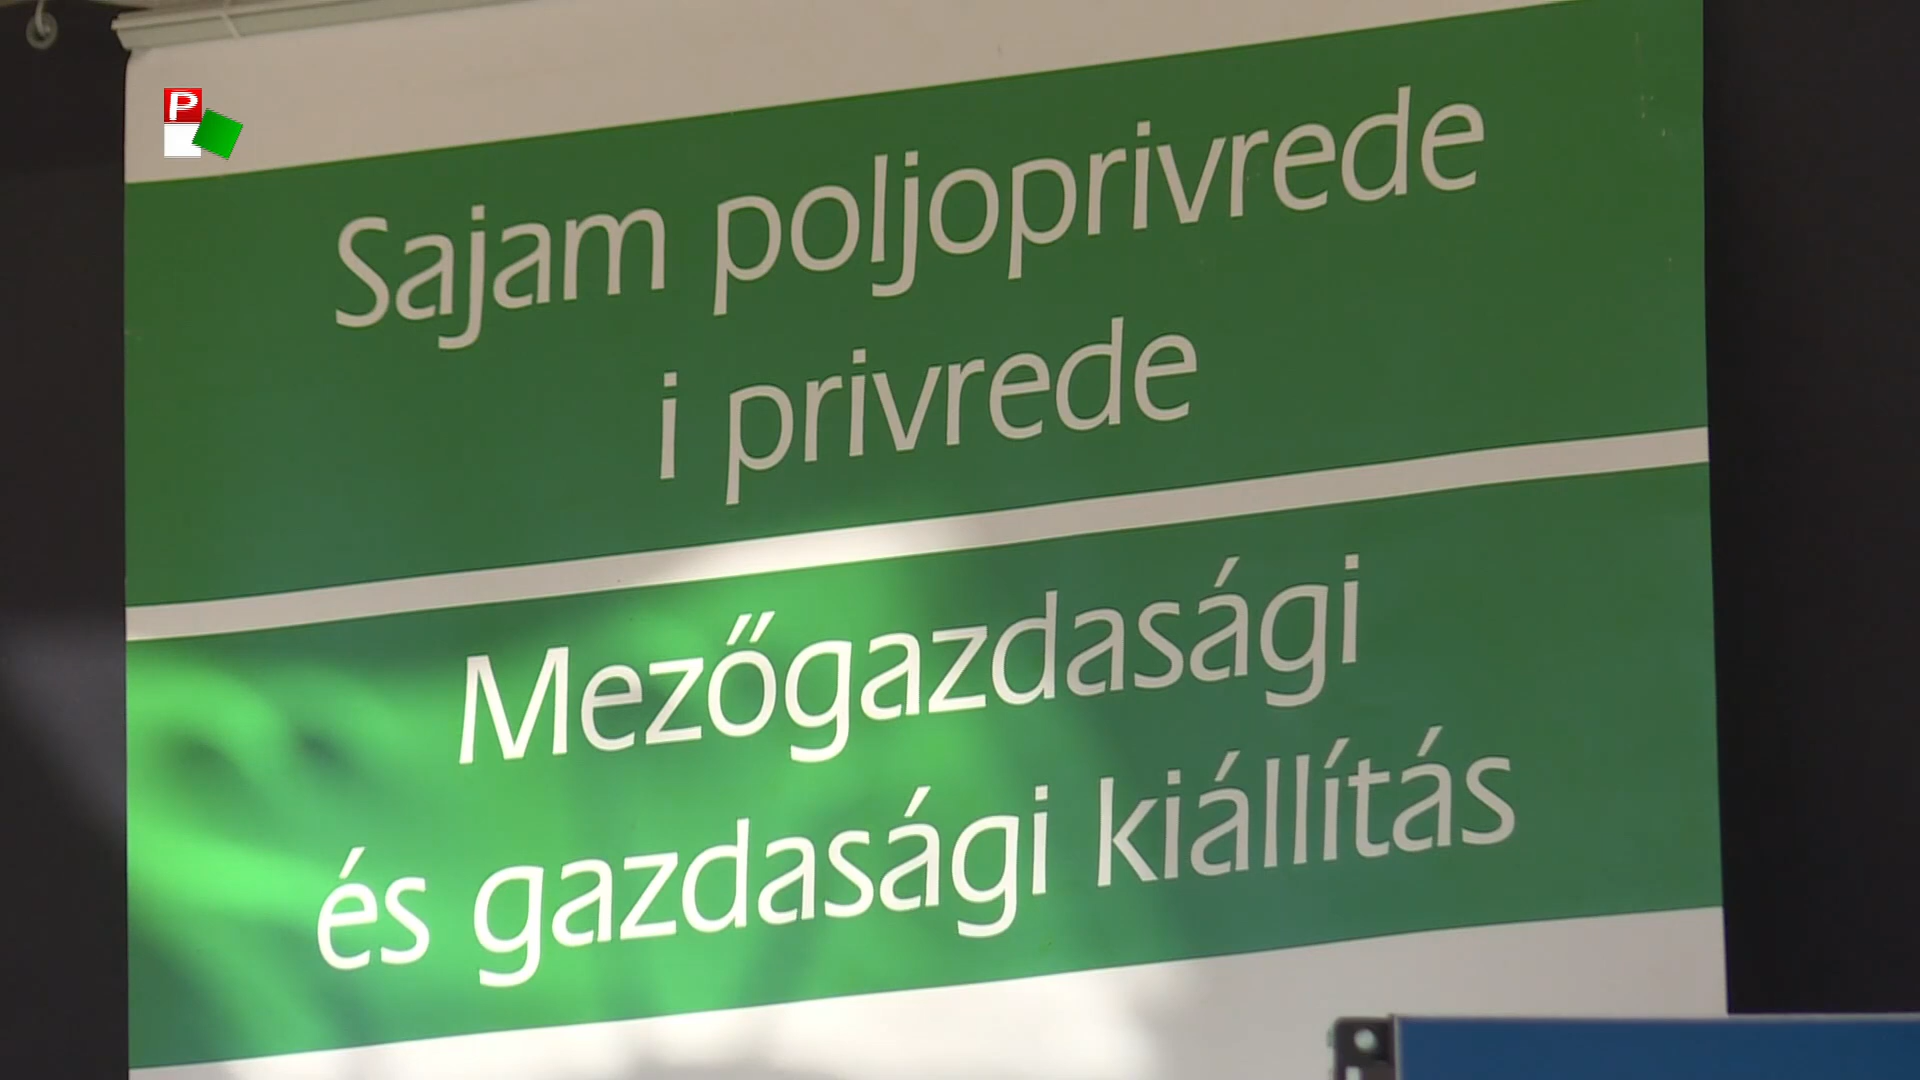 P
Sajam poljoprivrede
i privrede
Mezőgazdasági
és gazdasági kiállítás